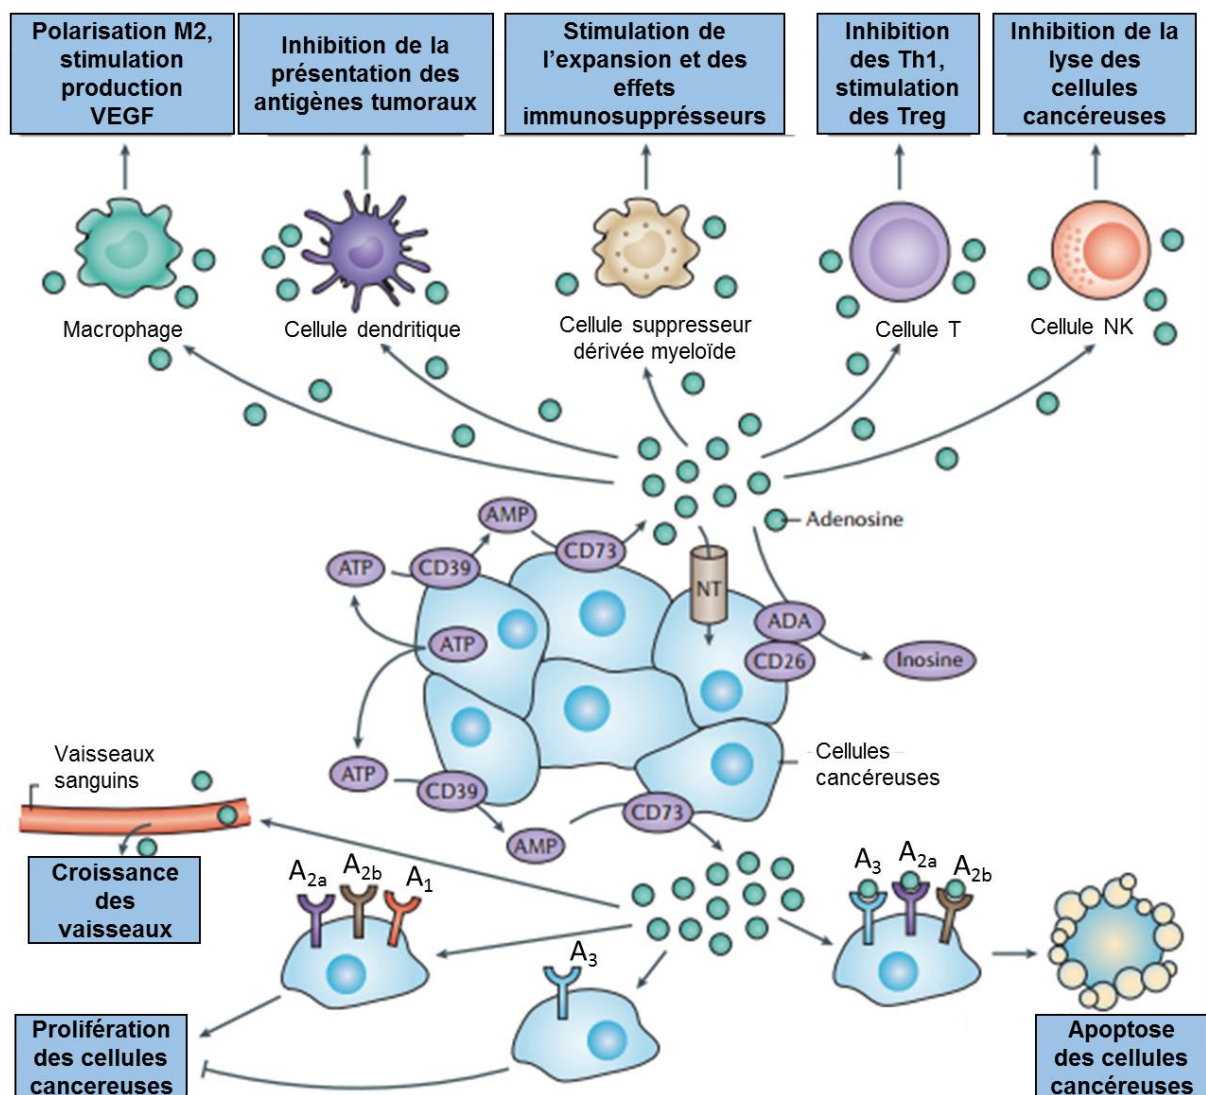 Polarisation M2,
stimulation
production
VEGF
Inhibition de la
présentation des
antigènes tumoraux
Stimulation de
l’expansion et des
effets
immunosupprésseurs
Inhibition
des Th1,
stimulation
des Treg
Inhibition de la
lyse des
cellules
cancéreuses
Macrophage
Cellule dendritique
Cellule suppresseur
dérivée myeloïde
Cellule T
Cellule NK
Adenosine
AMP
CD73
ATP
CD39
NT
ATP
ADA
CD26
Inosine
Cellules
cancéreuses
Vaisseaux
sanguins
ATP
CD39
CD73
AMP
Croissance
des
vaisseaux
A2a
A2b
A1
A3
A3
A2a
A2b
Prolifération
des cellules
cancereuses
Apoptose
des cellules
cancéreuses